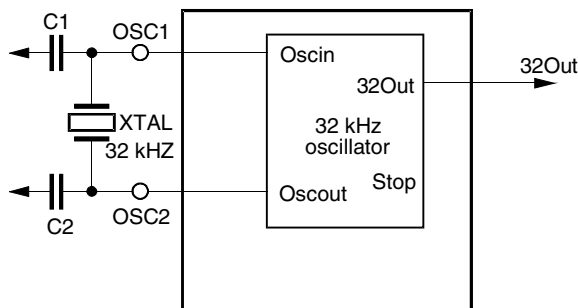 C1
OSC1
Oscin
32Out
32Out
XTAL
32 kHZ
32 kHz
oscillator
Stop
Oscout
C2
OSC2